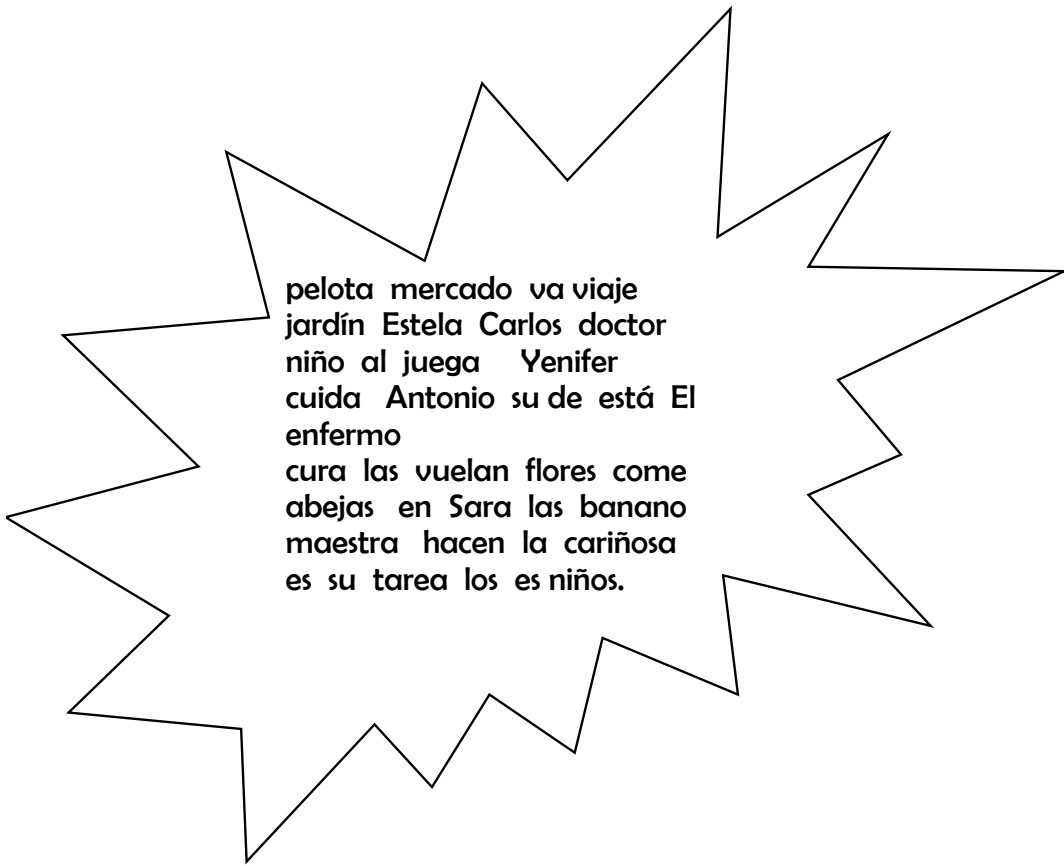 pelota mercado va viaje
jardín Estela Carlos doctor
niño al juega Yenifer
cuida Antonio su de está El
enfermo
cura las vuelan flores come
abejas en Sara las banano
maestra hacen la cariñosa
es su tarea los es niños.